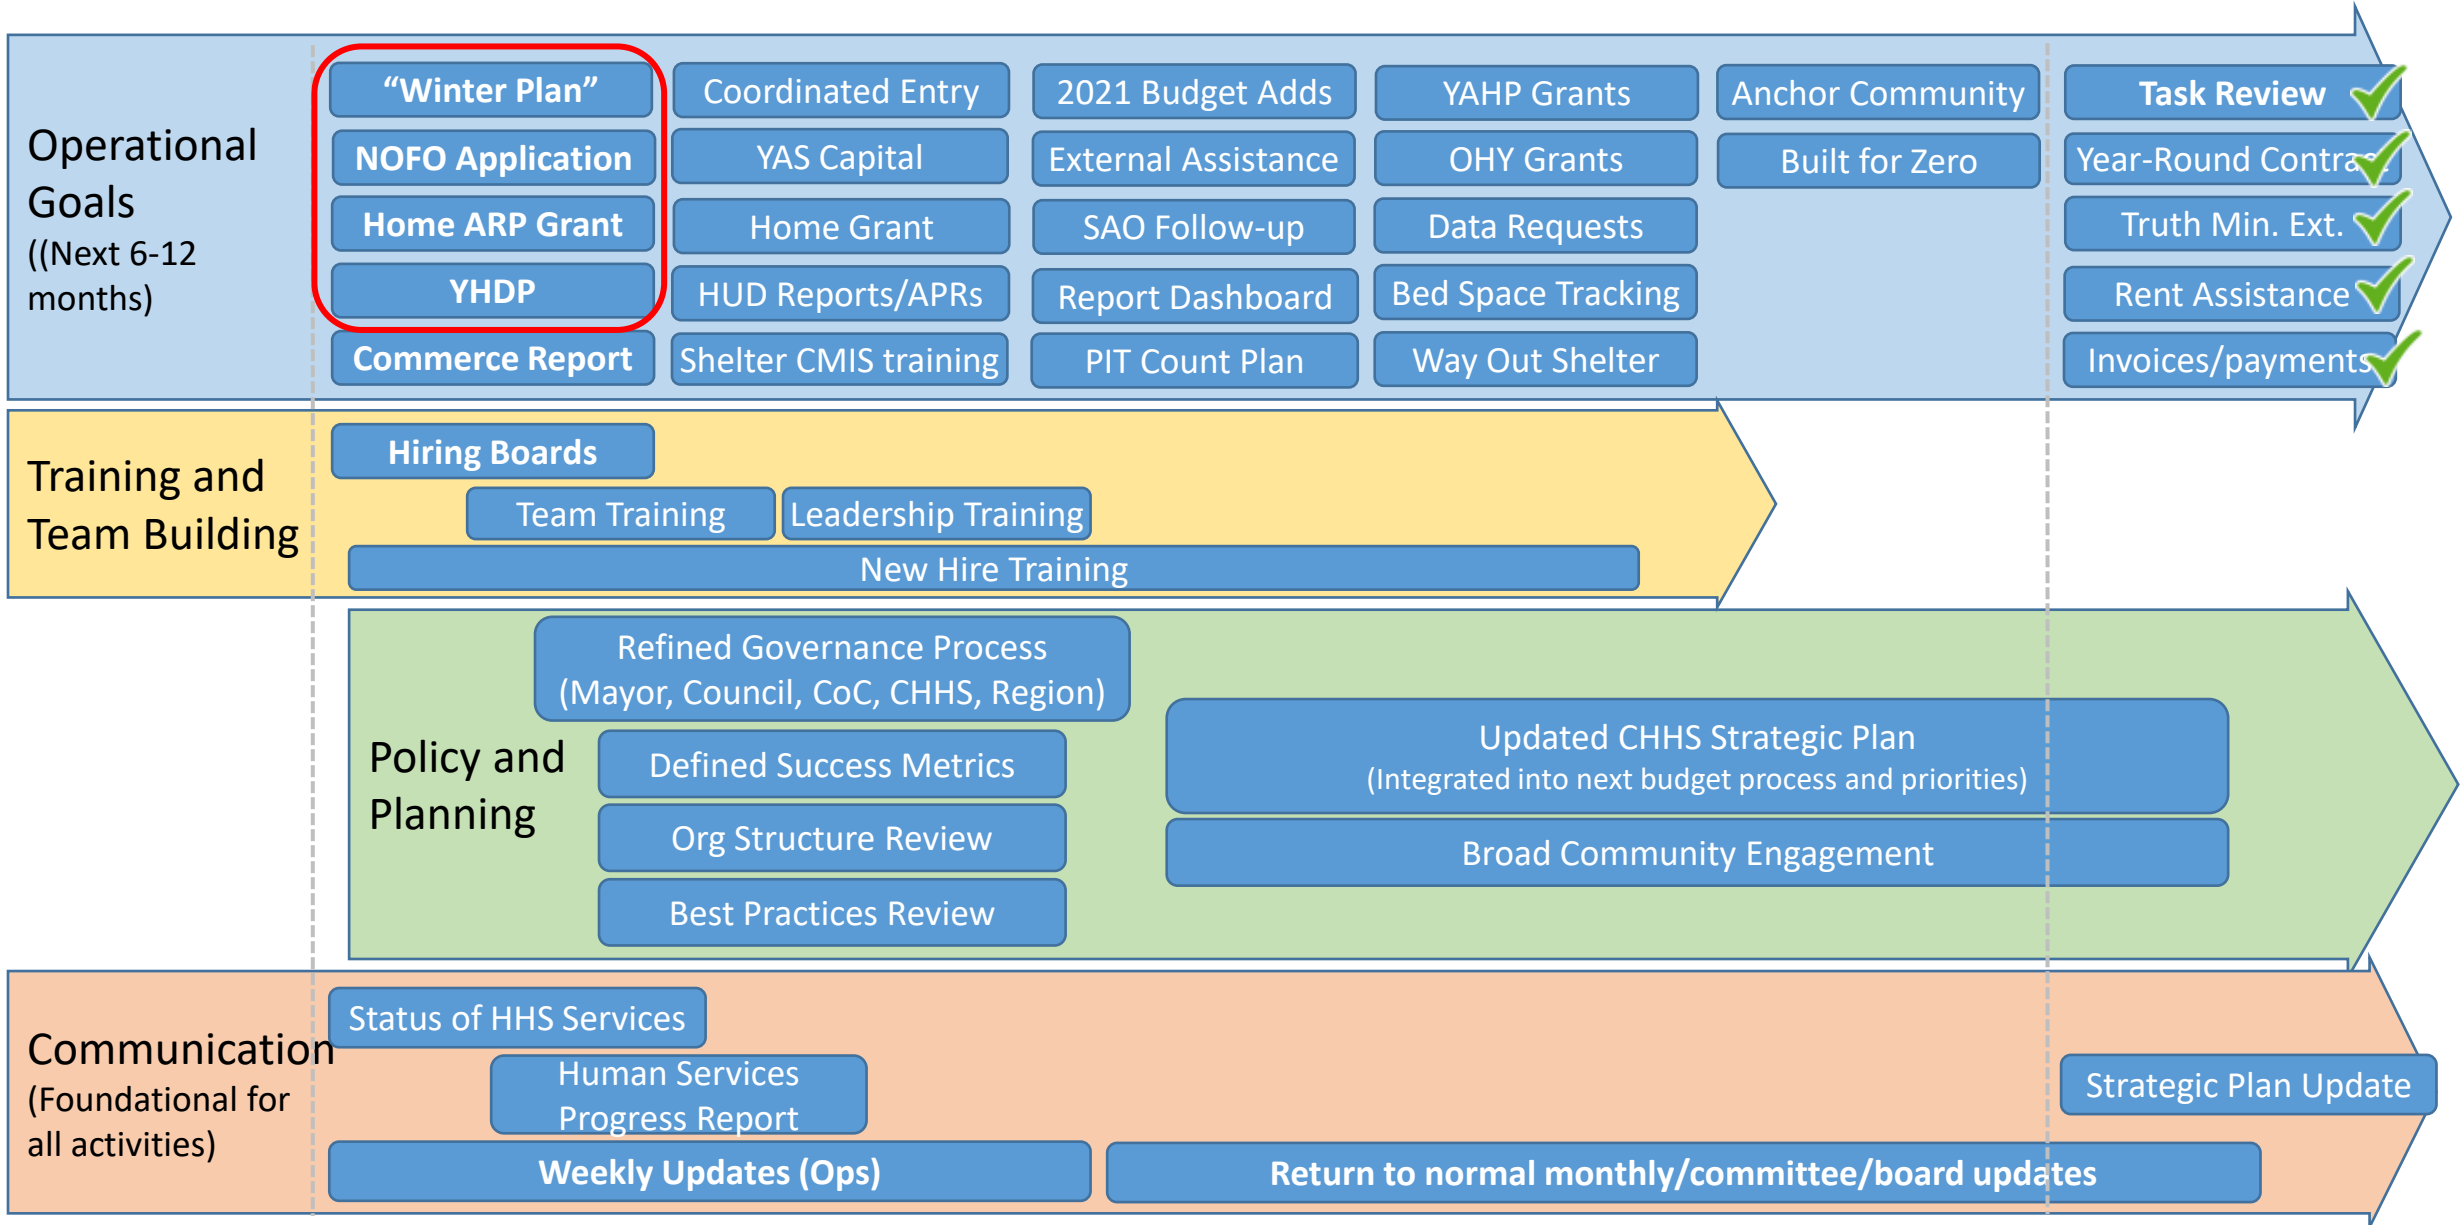 Operational
Goals
((Next 6-12
months)
“Winter Plan”
NOFO Application
Home ARP Grant
YHDP
Commerce Report
Coordinated Entry
YAS Capital
Home Grant
HUD Reports/APRs
Shelter CMIS training
2021 Budget Adds
External Assistance
SAO Follow-up
Report Dashboard
PIT Count Plan
YAHP Grants
OHY Grants
Data Requests
Bed Space Tracking
Way Out Shelter
Anchor Community
Built for Zero
Task Review
Year-Round Contract
Truth Min. Ext.
Rent Assistance
Invoices/payments
Training and
Team Building
Hiring Boards
Team Training
Leadership Training
New Hire Training
Policy and
Planning
Refined Governance Process
(Mayor, Council, CoC, CHHS, Region)
Defined Success Metrics
Org Structure Review
Best Practices Review
Updated CHHS Strategic Plan
(Integrated into next budget process and priorities)
Broad Community Engagement
Communication
(Foundational for
all activities)
Status of HHS Services
Human Services
Progress Report
Weekly Updates (Ops)
Return to normal monthly/committee/board updates
Strategic Plan Update